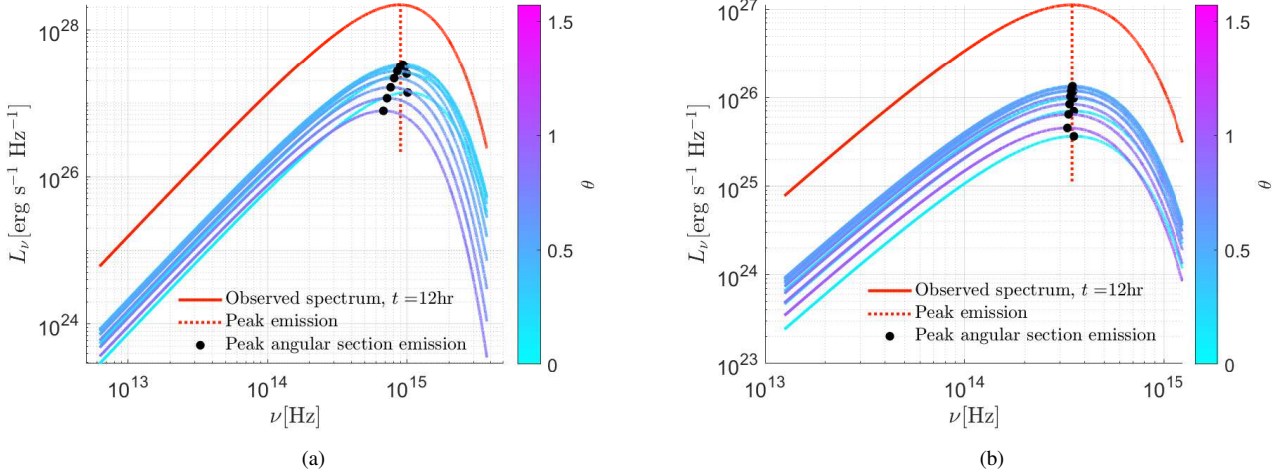 10^28
10^26
10^24
L_ν[erg s^−1 Hz^−1]
10^13
10^14
10^15
ν[Hz]
Observed spectrum, t =12hr
Peak emission
Peak angular section emission
1.5
1
0.5
0
θ
(a)
10^27
10^26
10^25
10^24
10^23
L_ν[erg s^−1 Hz^−1]
10^13
10^14
10^15
ν[Hz]
Observed spectrum, t =12hr
Peak emission
Peak angular section emission
1.5
1
0.5
0
θ
(b)